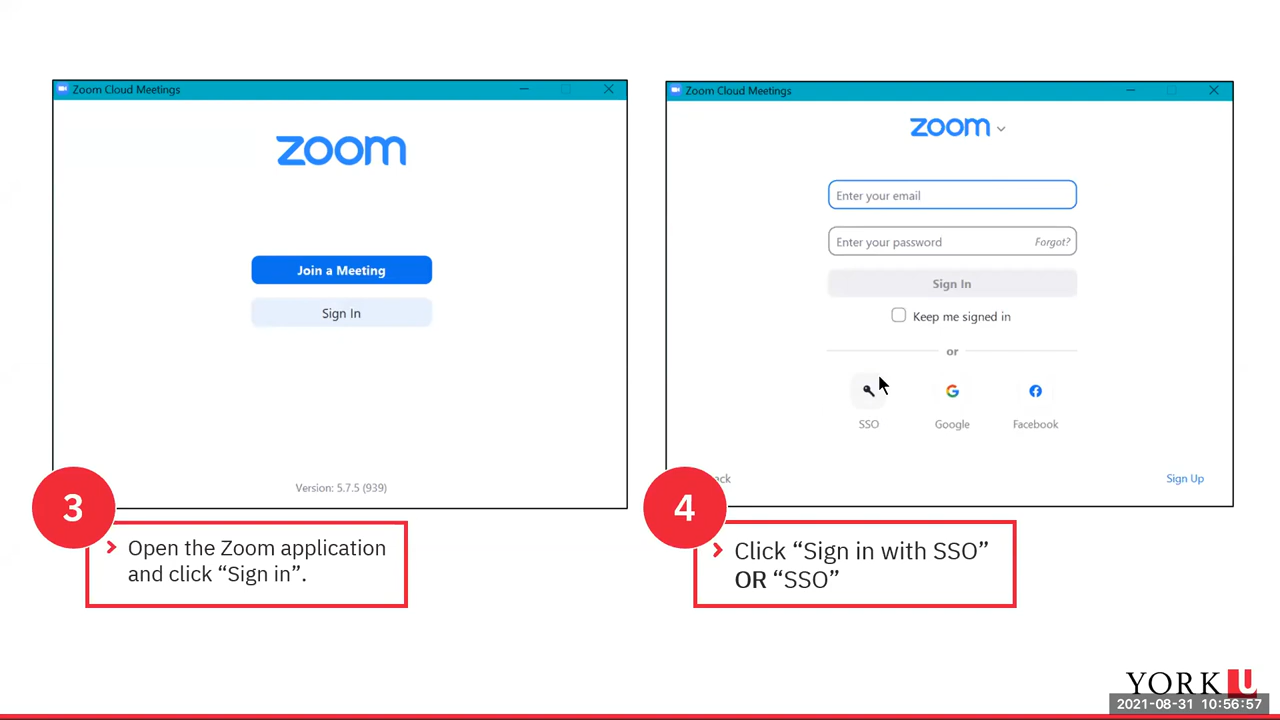 Zoom Cloud Meetings
zoom
Join a Meeting
Sign In
Version: 5.7.5 (939)
3
Open the Zoom application
and click “Sign in”.
Zoom Cloud Meetings
zoom
Enter your email
Enter your password Forgot?
Sign In
Keep me signed in
or
SSO Google Facebook
Sign Up
4
Click “Sign in with SSO”
OR “SSO”
YORK U
2021-08-31 10:56:57